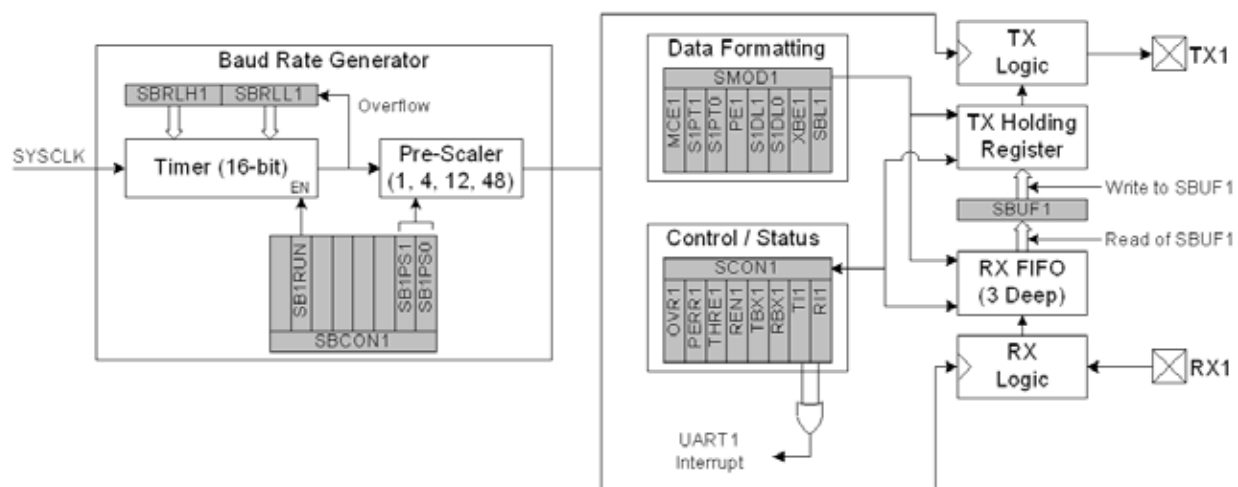 Baud Rate Generator
SBRLH1 SBRLL1
Overflow
SYSCLK
Timer (16-bit)
EN
Pre-Scaler
(1, 4, 12, 48)
SB1RUN
SB1PS1
SB1PS0
SBCON1
Data Formatting
SMOD1
MCE1
S1PT1
S1PT0
PE1
S1DL1
S1DL0
XBE1
SBL1
Control / Status
SCON1
OVR1
PERR1
THRE1
REN1
TBX1
RBX1
TI1
RI1
UART1
Interrupt
TX
Logic
TX1
TX Holding
Register
Write to SBUF1
SBUF1
Read of SBUF1
RX FIFO
(3 Deep)
RX
Logic
RX1